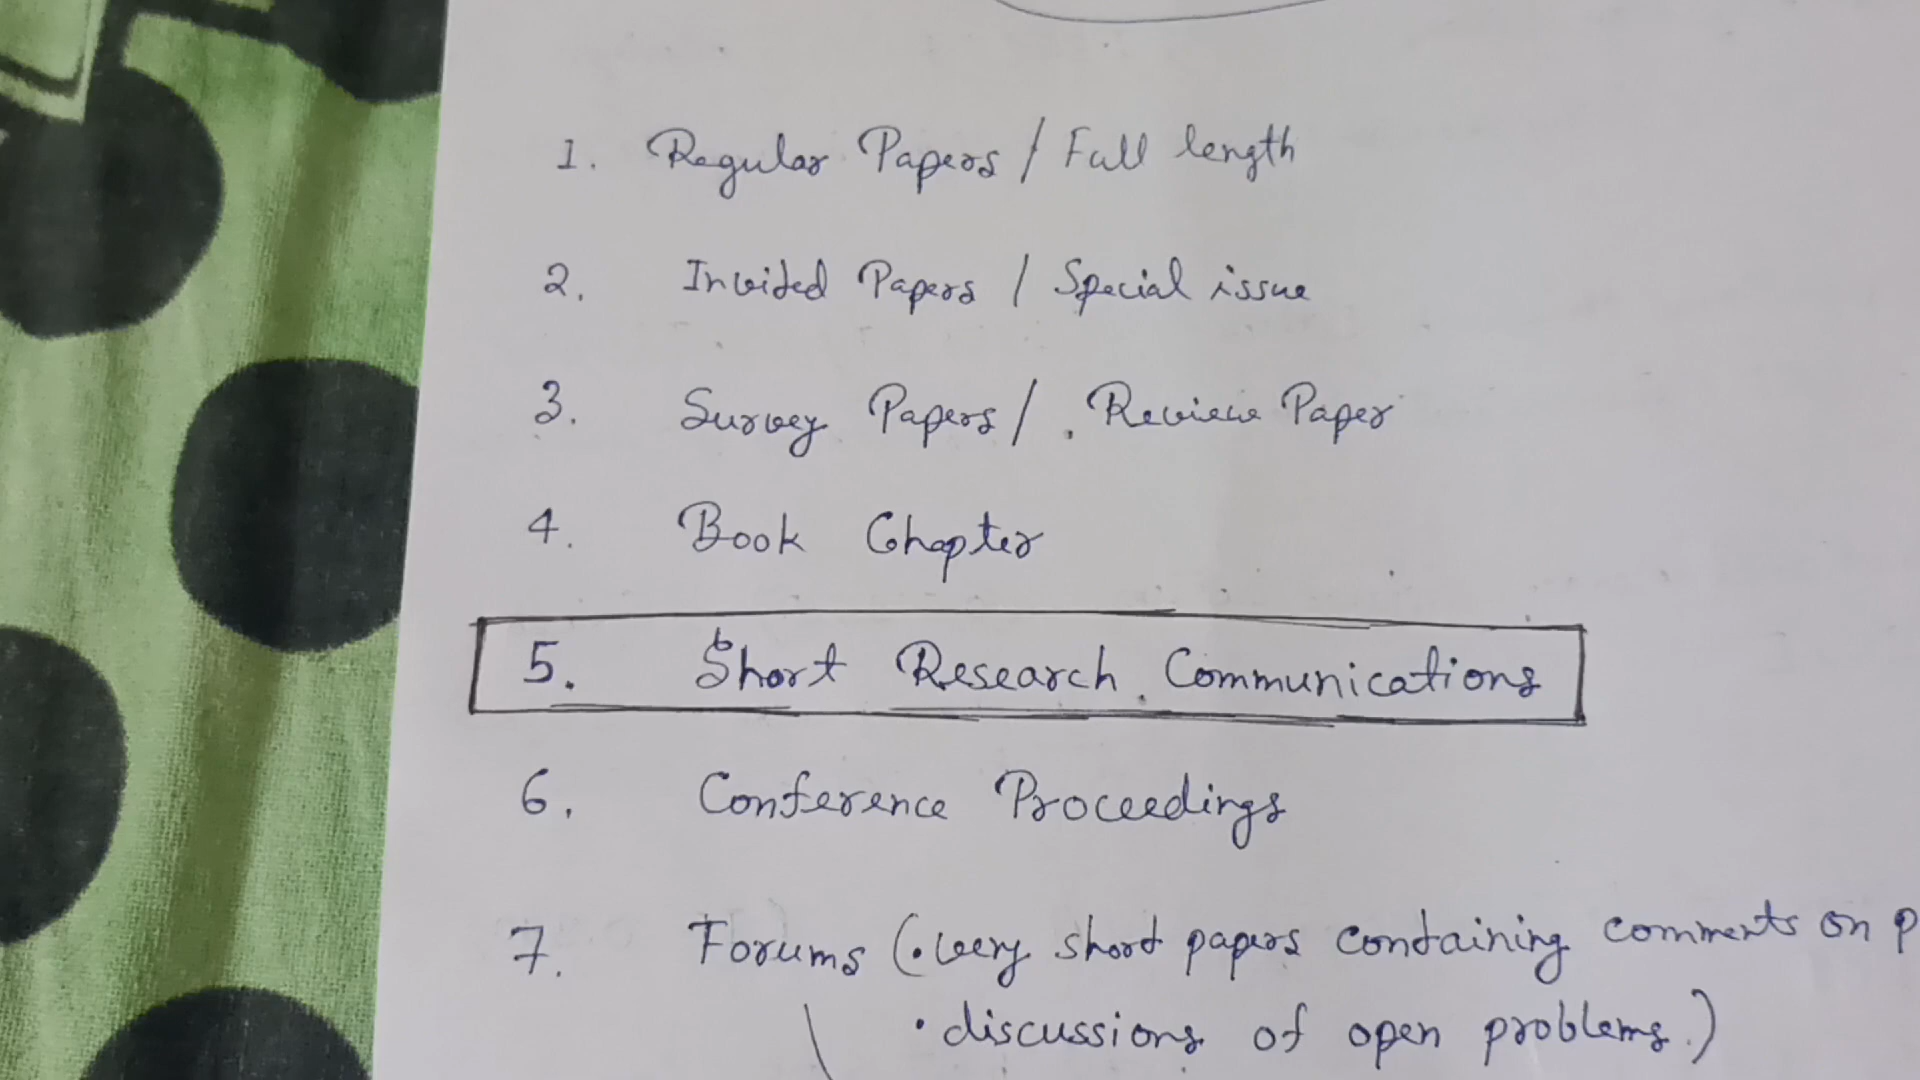 1. Regular Papers / Full length
2. Invited Papers / Special issue
3. Survey Papers / Review Paper
4. Book Chapter
5. Short Research Communications
6. Conference Proceedings
7. Forums (• very short papers containing comments on
• discussions of open problems.)